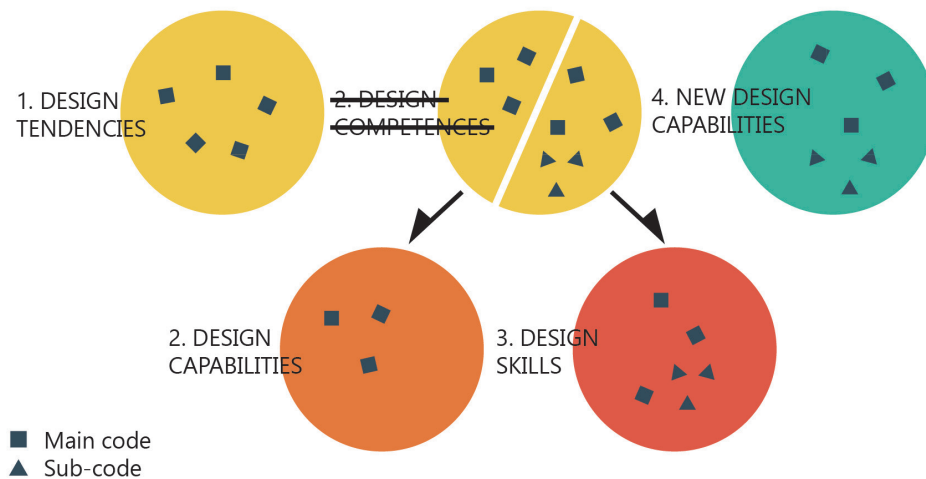 1. DESIGN
TENDENCIES
2. DESIGN
COMPETENCES
4. NEW DESIGN
CAPABILITIES
2. DESIGN
CAPABILITIES
3. DESIGN
SKILLS
Main code
Sub-code